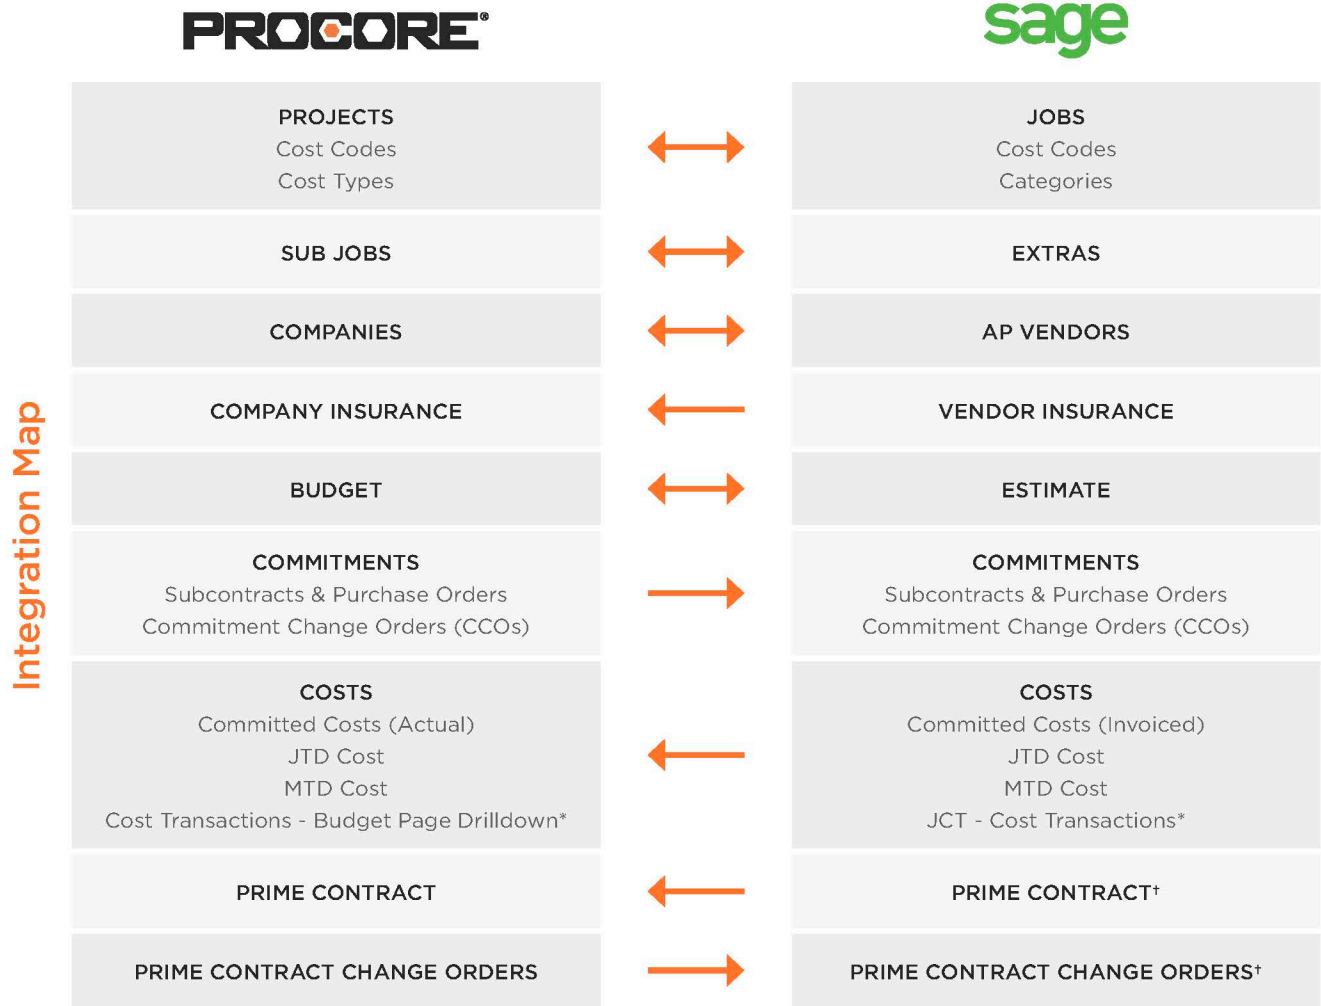 PROCORE®
sage
Integration Map
PROJECTS
Cost Codes
Cost Types
JOBS
Cost Codes
Categories
SUB JOBS
EXTRAS
COMPANIES
AP VENDORS
COMPANY INSURANCE
VENDOR INSURANCE
BUDGET
ESTIMATE
COMMITMENTS
Subcontracts & Purchase Orders
Commitment Change Orders (CCOs)
COMMITMENTS
Subcontracts & Purchase Orders
Commitment Change Orders (CCOs)
COSTS
Committed Costs (Actual)
JTD Cost
MTD Cost
Cost Transactions - Budget Page Drilldown*
COSTS
Committed Costs (Invoiced)
JTD Cost
MTD Cost
JCT - Cost Transactions*
PRIME CONTRACT
PRIME CONTRACT†
PRIME CONTRACT CHANGE ORDERS
PRIME CONTRACT CHANGE ORDERS†